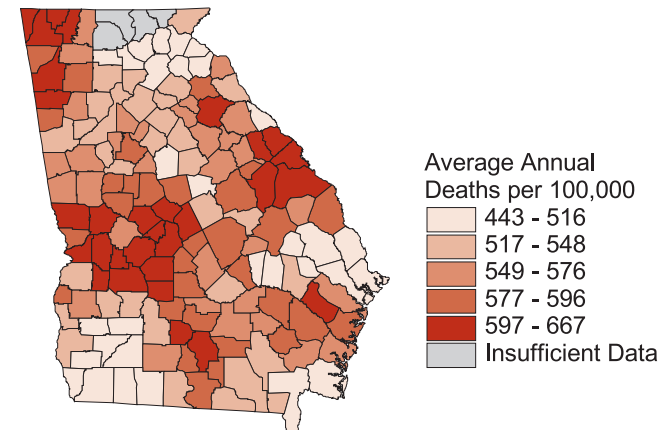 Average Annual
Deaths per 100,000
443 - 516
517 - 548
549 - 576
577 - 596
597 - 667
Insufficient Data